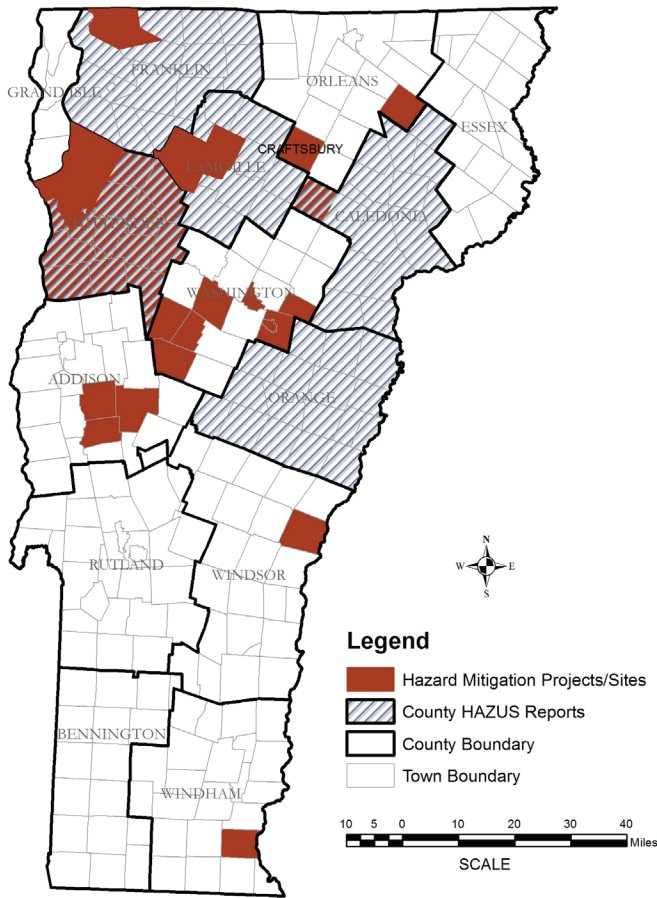 FRANKLIN
ORLEANS
GRAND ISLE
ESSEX
CRAFTSBURY
LAMOILLE
CALEDONIA
CHITTENDEN
WASHINGTON
ADDISON
ORANGE
RUTLAND
WINDSOR
N
W E
S
Legend
Hazard Mitigation Projects/Sites
County HAZUS Reports
County Boundary
Town Boundary
BENNINGTON
WINDHAM
10 5 0 10 20 30 40
Miles
SCALE